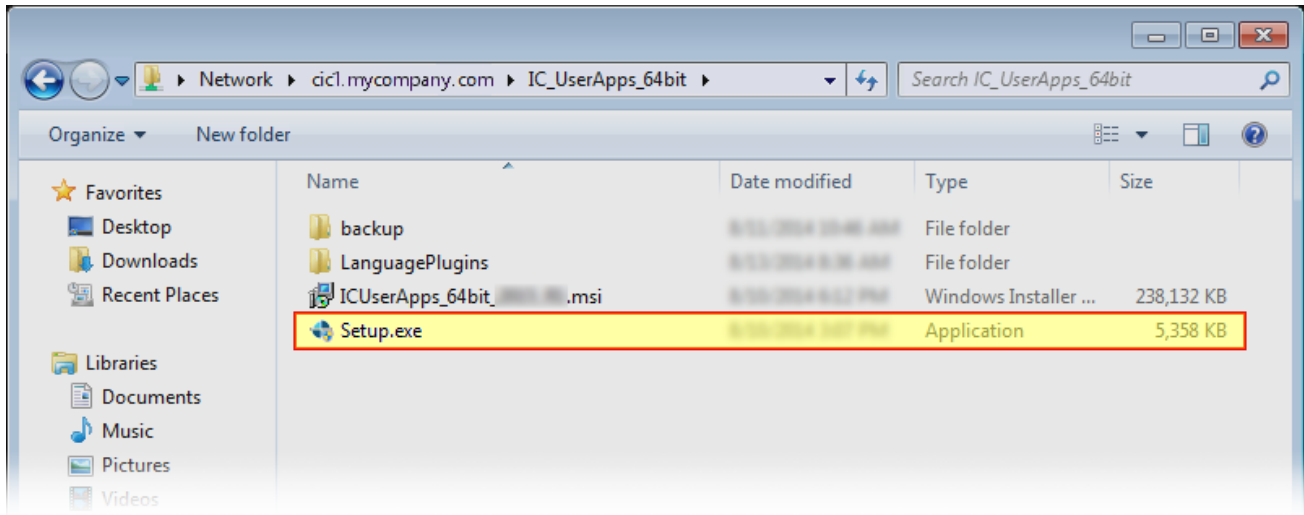 Network cic1.mycompany.com IC_UserApps_64bit Search IC_UserApps_64bit
Organize New folder
Name Date modified Type Size
Favorites
Desktop
Downloads
Recent Places
Libraries
Documents
Music
Pictures
Videos
backup File folder
LanguagePlugins File folder
ICUserApps_64bit_ .msi Windows Installer ... 238,132 KB
Setup.exe Application 5,358 KB